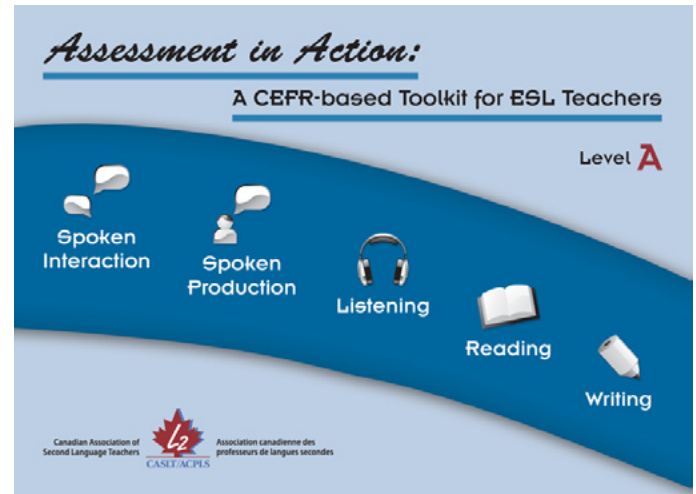 Assessment in Action:
A CEFR-based Toolkit for ESL Teachers
Level A
Spoken
Interaction
Spoken
Production
Listening
Reading
Writing
Canadian Association of
Second Language Teachers
L2
CASLT/ACPLS
Association canadienne des
professeurs de langues secondes